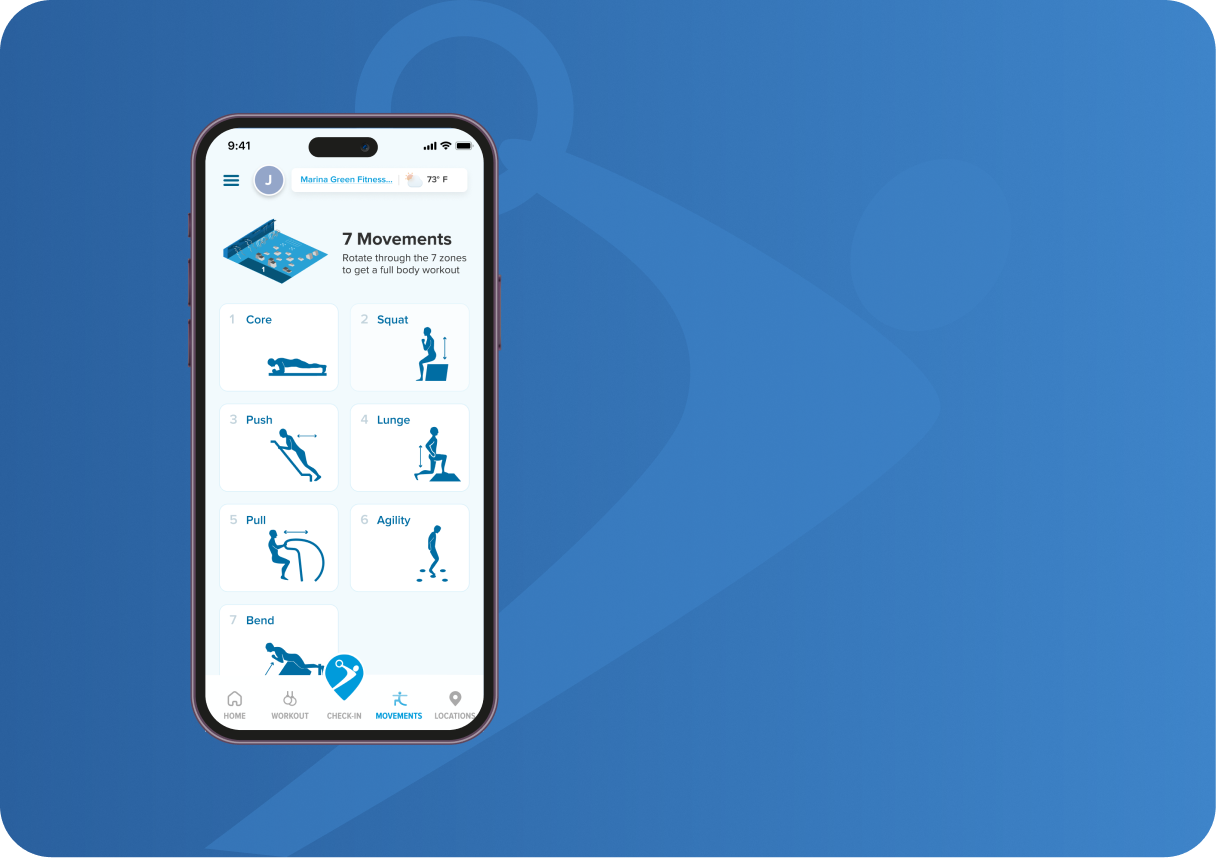 9:41
J
Marina Green Fitness...
73° F
1
7 Movements
Rotate through the 7 zones
to get a full body workout
1 Core
2 Squat
3 Push
4 Lunge
5 Pull
6 Agility
7 Bend
HOME
WORKOUT
CHECK-IN
MOVEMENTS
LOCATIONS